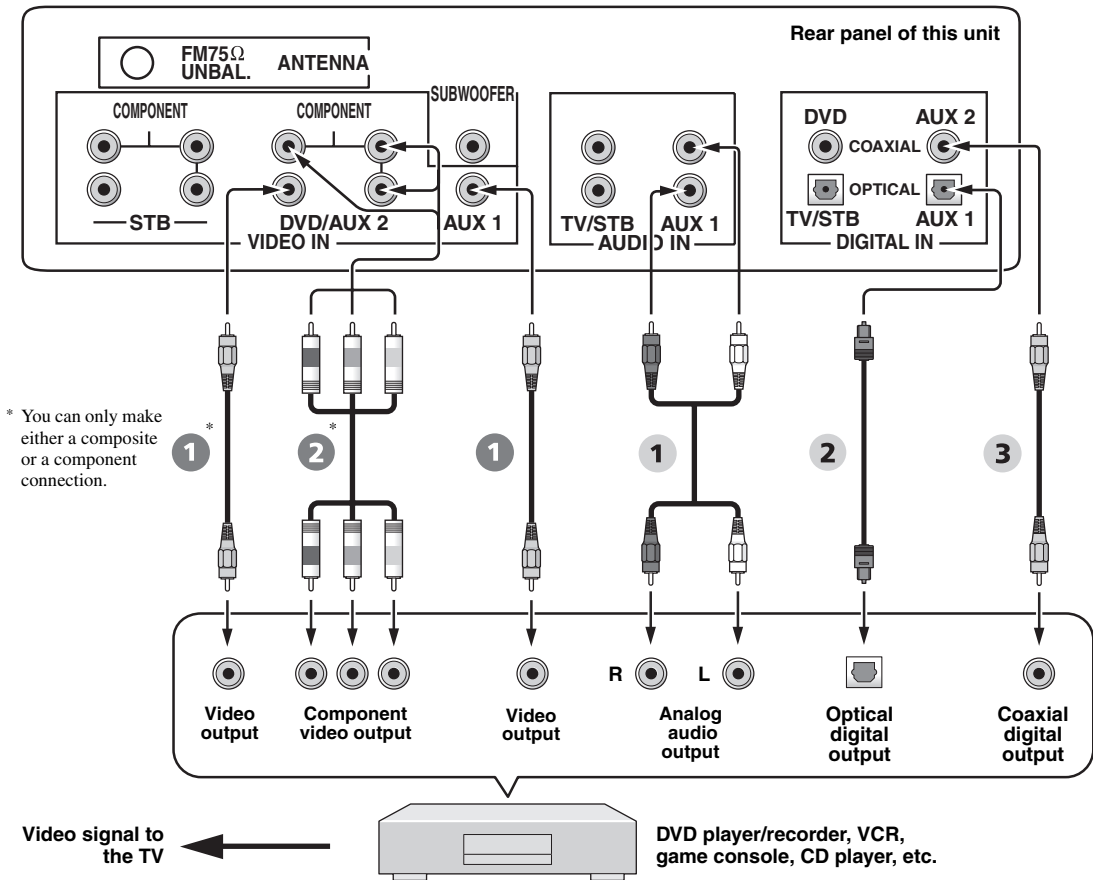 Rear panel of this unit
FM75Ω
UNBAL.
ANTENNA
COMPONENT
COMPONENT
SUBWOOFER
STB
DVD/AUX 2
AUX 1
VIDEO IN
TV/STB
AUX 1
AUDIO IN
DVD
AUX 2
COAXIAL
OPTICAL
TV/STB
AUX 1
DIGITAL IN
* You can only make
either a composite
or a component
connection.
1*
2*
1
1
2
3
Video
output
Component
video output
Video
output
R
L
Analog
audio
output
Optical
digital
output
Coaxial
digital
output
Video signal to
the TV
DVD player/recorder, VCR,
game console, CD player, etc.